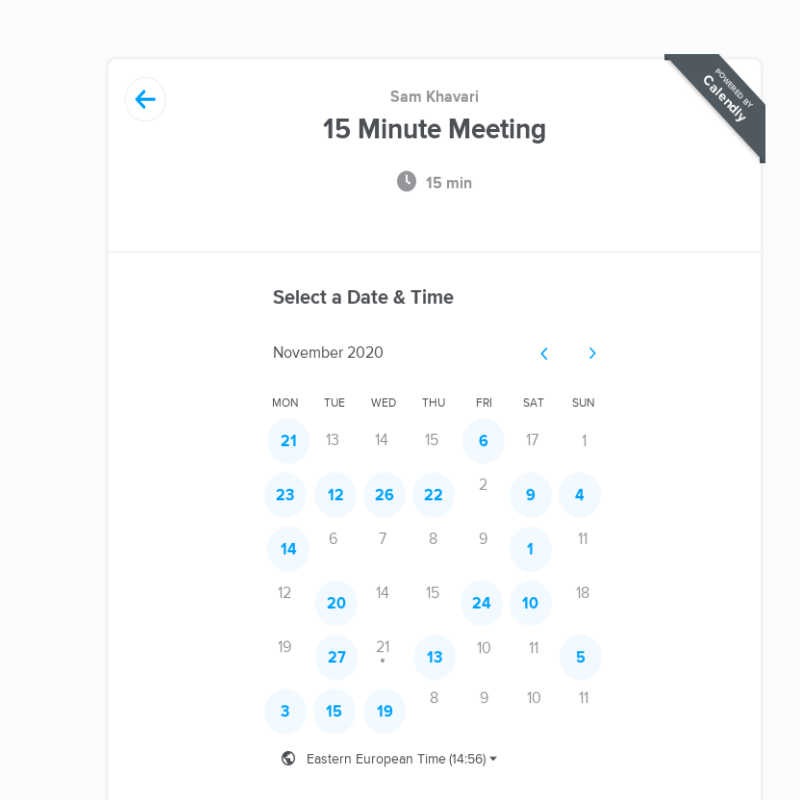 POWERED BY
Calendly
Sam Khavari
15 Minute Meeting
15 min
Select a Date & Time
November 2020
MON TUE WED THU FRI SAT SUN
21 13 14 15 6 17 1
23 12 26 22 2 9 4
14 6 7 8 9 1 11
12 20 14 15 24 10 18
19 27 21 13 10 11 5
3 15 19 8 9 10 11
Eastern European Time (14:56)